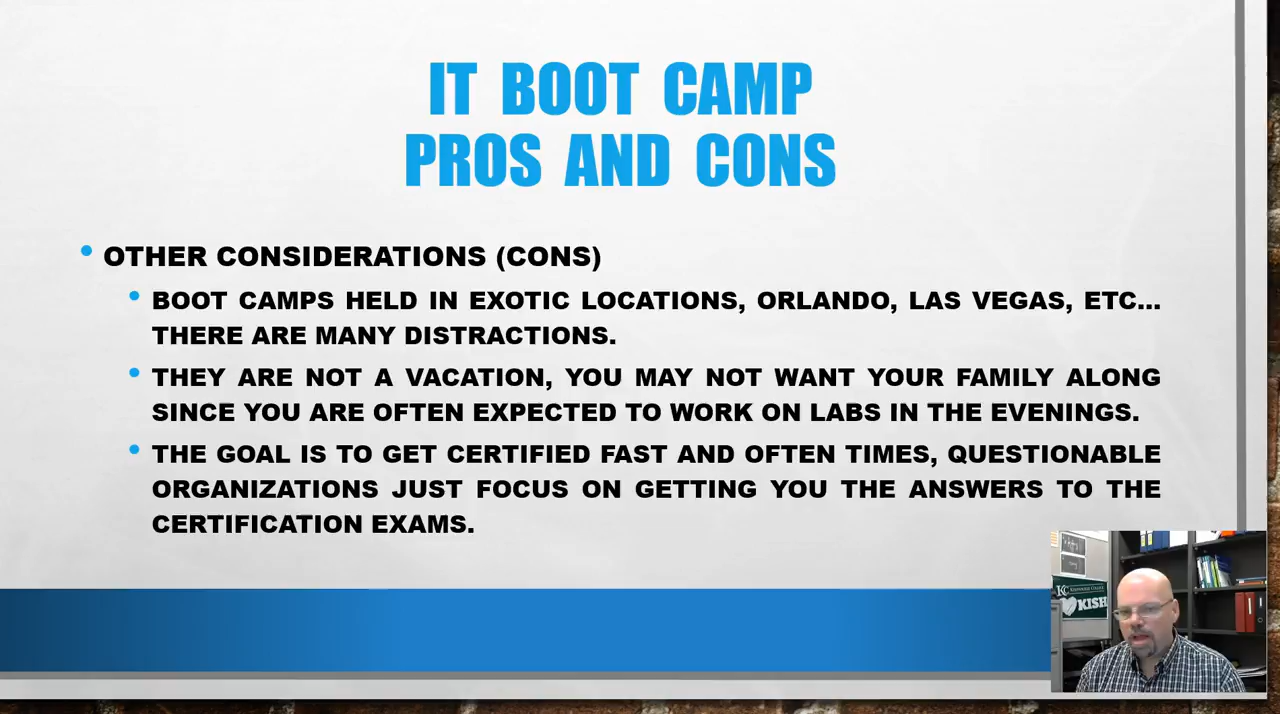 IT BOOT CAMP
PROS AND CONS
• OTHER CONSIDERATIONS (CONS)
• BOOT CAMPS HELD IN EXOTIC LOCATIONS, ORLANDO, LAS VEGAS, ETC...
THERE ARE MANY DISTRACTIONS.
• THEY ARE NOT A VACATION, YOU MAY NOT WANT YOUR FAMILY ALONG
SINCE YOU ARE OFTEN EXPECTED TO WORK ON LABS IN THE EVENINGS.
• THE GOAL IS TO GET CERTIFIED FAST AND OFTEN TIMES, QUESTIONABLE
ORGANIZATIONS JUST FOCUS ON GETTING YOU THE ANSWERS TO THE
CERTIFICATION EXAMS.
KC
KISH